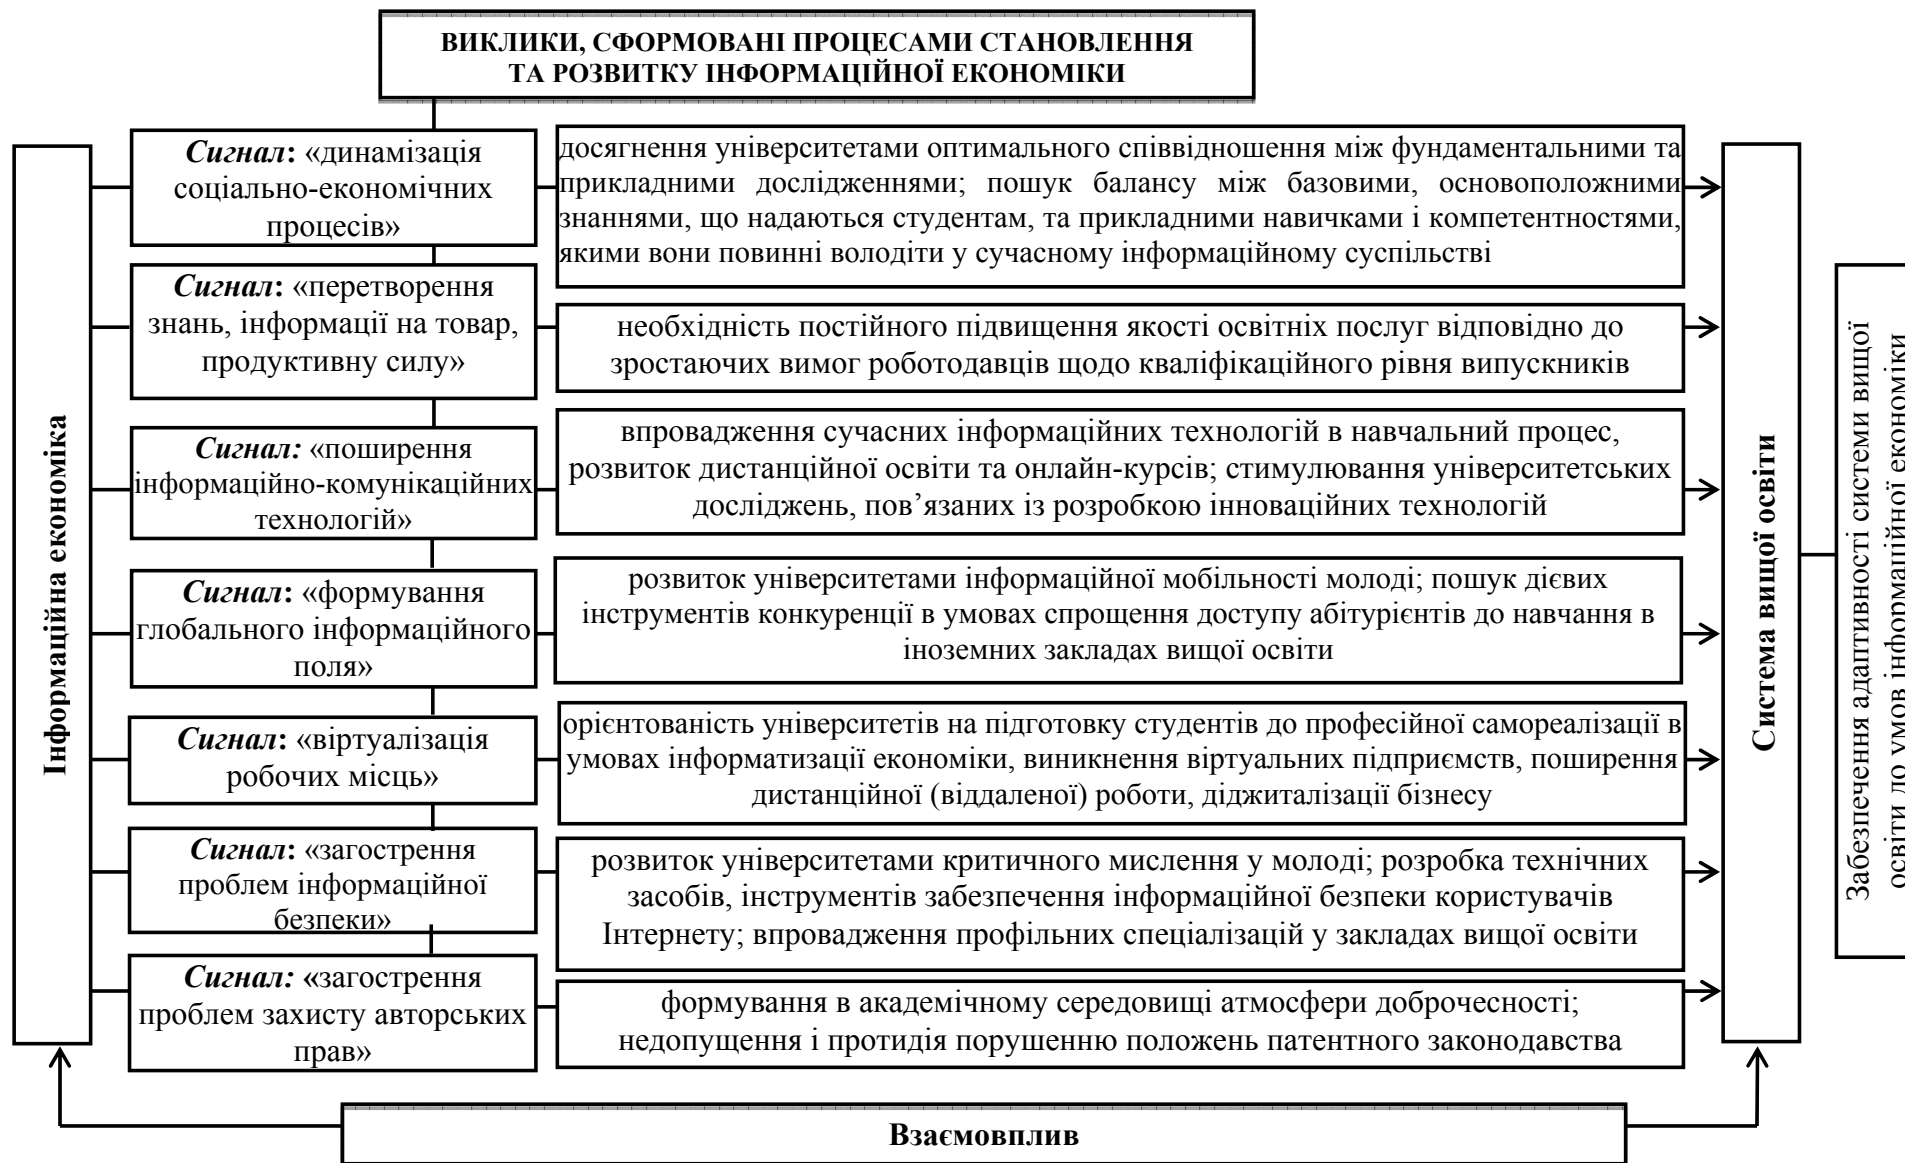 ВИКЛИКИ, СФОРМОВАНІ ПРОЦЕСАМИ СТАНОВЛЕННЯ
ТА РОЗВИТКУ ІНФОРМАЦІЙНОЇ ЕКОНОМІКИ
Інформаційна економіка
Сигнал: «динамізація
соціально-економічних
процесів»
досягнення університетами оптимального співвідношення між фундаментальними та
прикладними дослідженнями; пошук балансу між базовими, основоположними
знаннями, що надаються студентам, та прикладними навичками і компетентностями,
якими вони повинні володіти у сучасному інформаційному суспільстві
Сигнал: «перетворення
знань, інформації на товар,
продуктивну силу»
необхідність постійного підвищення якості освітніх послуг відповідно до
зростаючих вимог роботодавців щодо кваліфікаційного рівня випускників
Сигнал: «поширення
інформаційно-комунікаційних
технологій»
впровадження сучасних інформаційних технологій в навчальний процес,
розвиток дистанційної освіти та онлайн-курсів; стимулювання університетських
досліджень, пов’язаних із розробкою інноваційних технологій
Сигнал: «формування
глобального інформаційного
поля»
розвиток університетами інформаційної мобільності молоді; пошук дієвих
інструментів конкуренції в умовах спрощення доступу абітурієнтів до навчання в
іноземних закладах вищої освіти
Сигнал: «віртуалізація
робочих місць»
орієнтованість університетів на підготовку студентів до професійної самореалізації в
умовах інформатизації економіки, виникнення віртуальних підприємств, поширення
дистанційної (віддаленої) роботи, діджиталізації бізнесу
Сигнал: «загострення
проблем інформаційної
безпеки»
розвиток університетами критичного мислення у молоді; розробка технічних
засобів, інструментів забезпечення інформаційної безпеки користувачів
Інтернету; впровадження профільних спеціалізацій у закладах вищої освіти
Сигнал: «загострення
проблем захисту авторських
прав»
формування в академічному середовищі атмосфери доброчесності;
недопущення і протидія порушенню положень патентного законодавства
Система вищої освіти
Забезпечення адаптивності системи вищої
освіти до умов інформаційної економіки
Взаємовплив